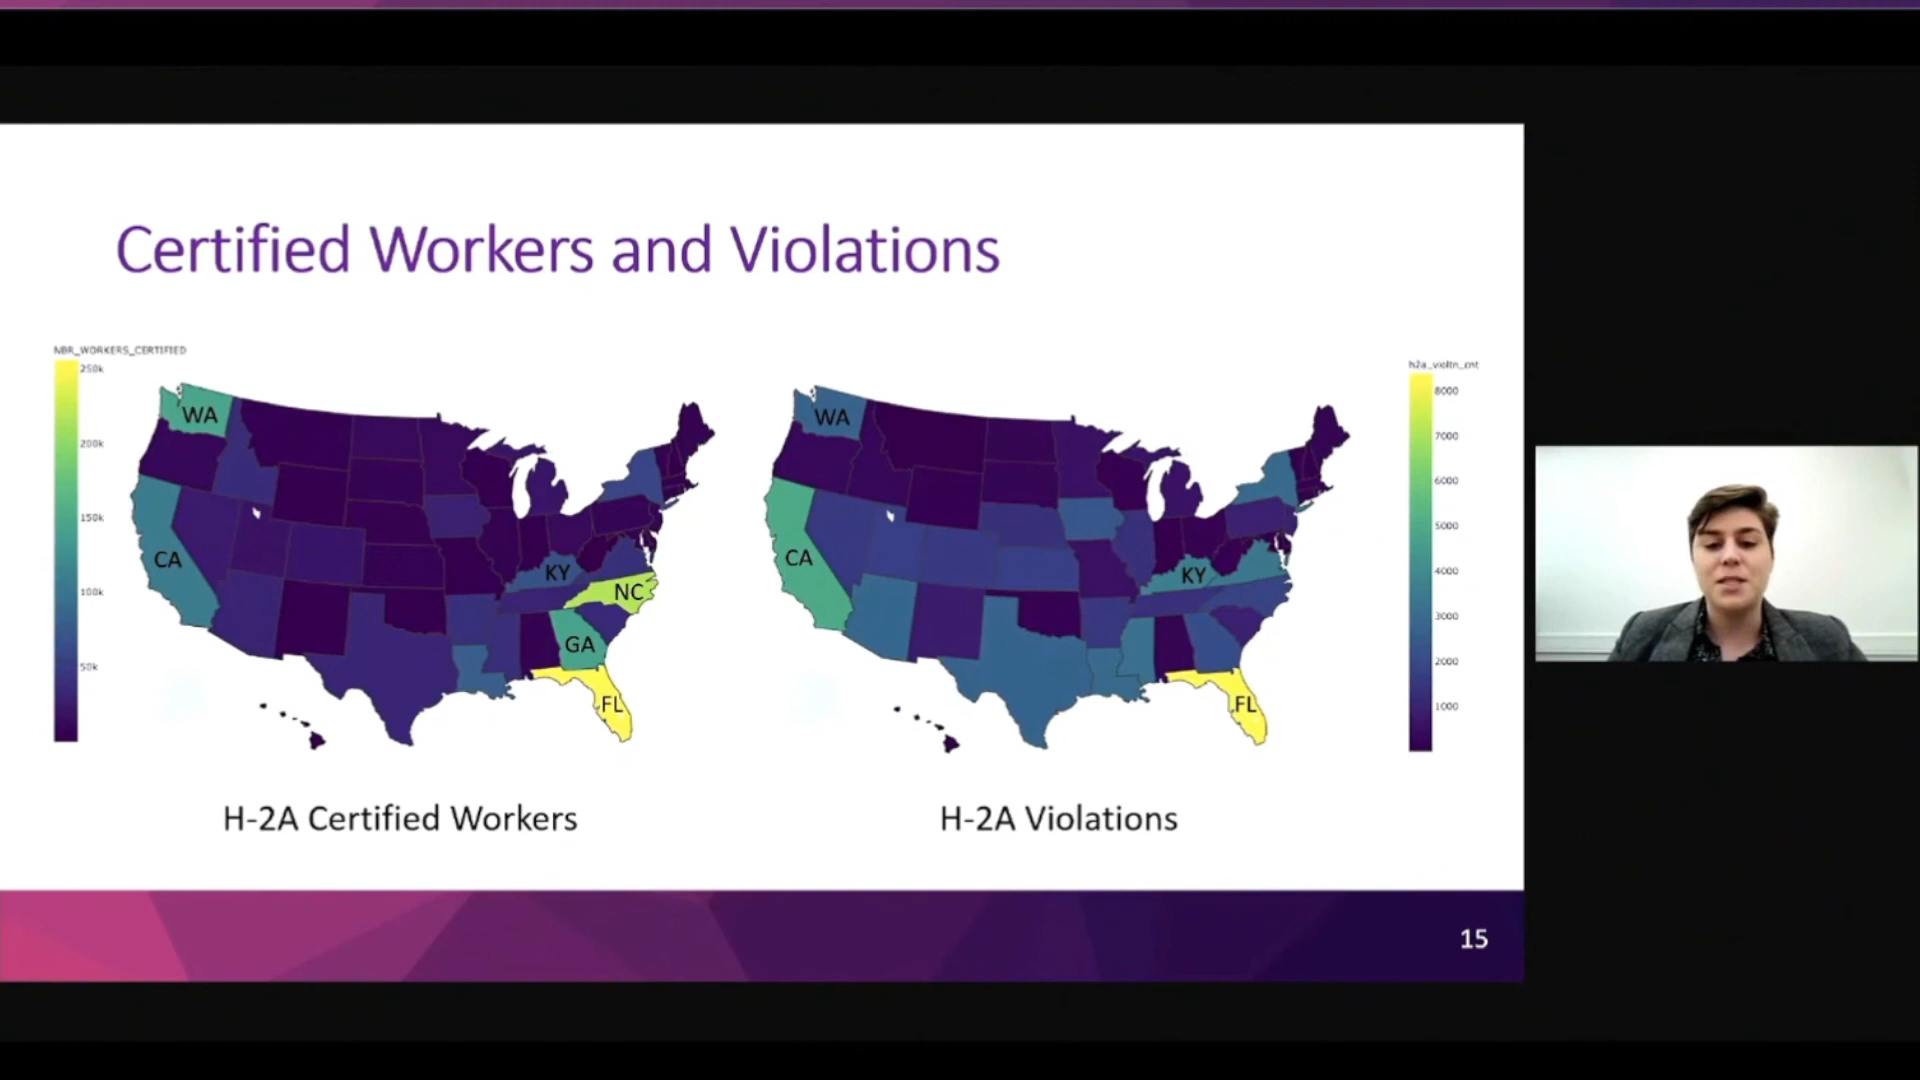 Certified Workers and Violations
NBR_WORKERS_CERTIFIED
250k
200k
150k
100k
50k
WA
CA
KY
NC
GA
FL
H-2A Certified Workers
h2a_violtn_cnt
8000
7000
6000
5000
4000
3000
2000
1000
WA
CA
KY
FL
H-2A Violations
15